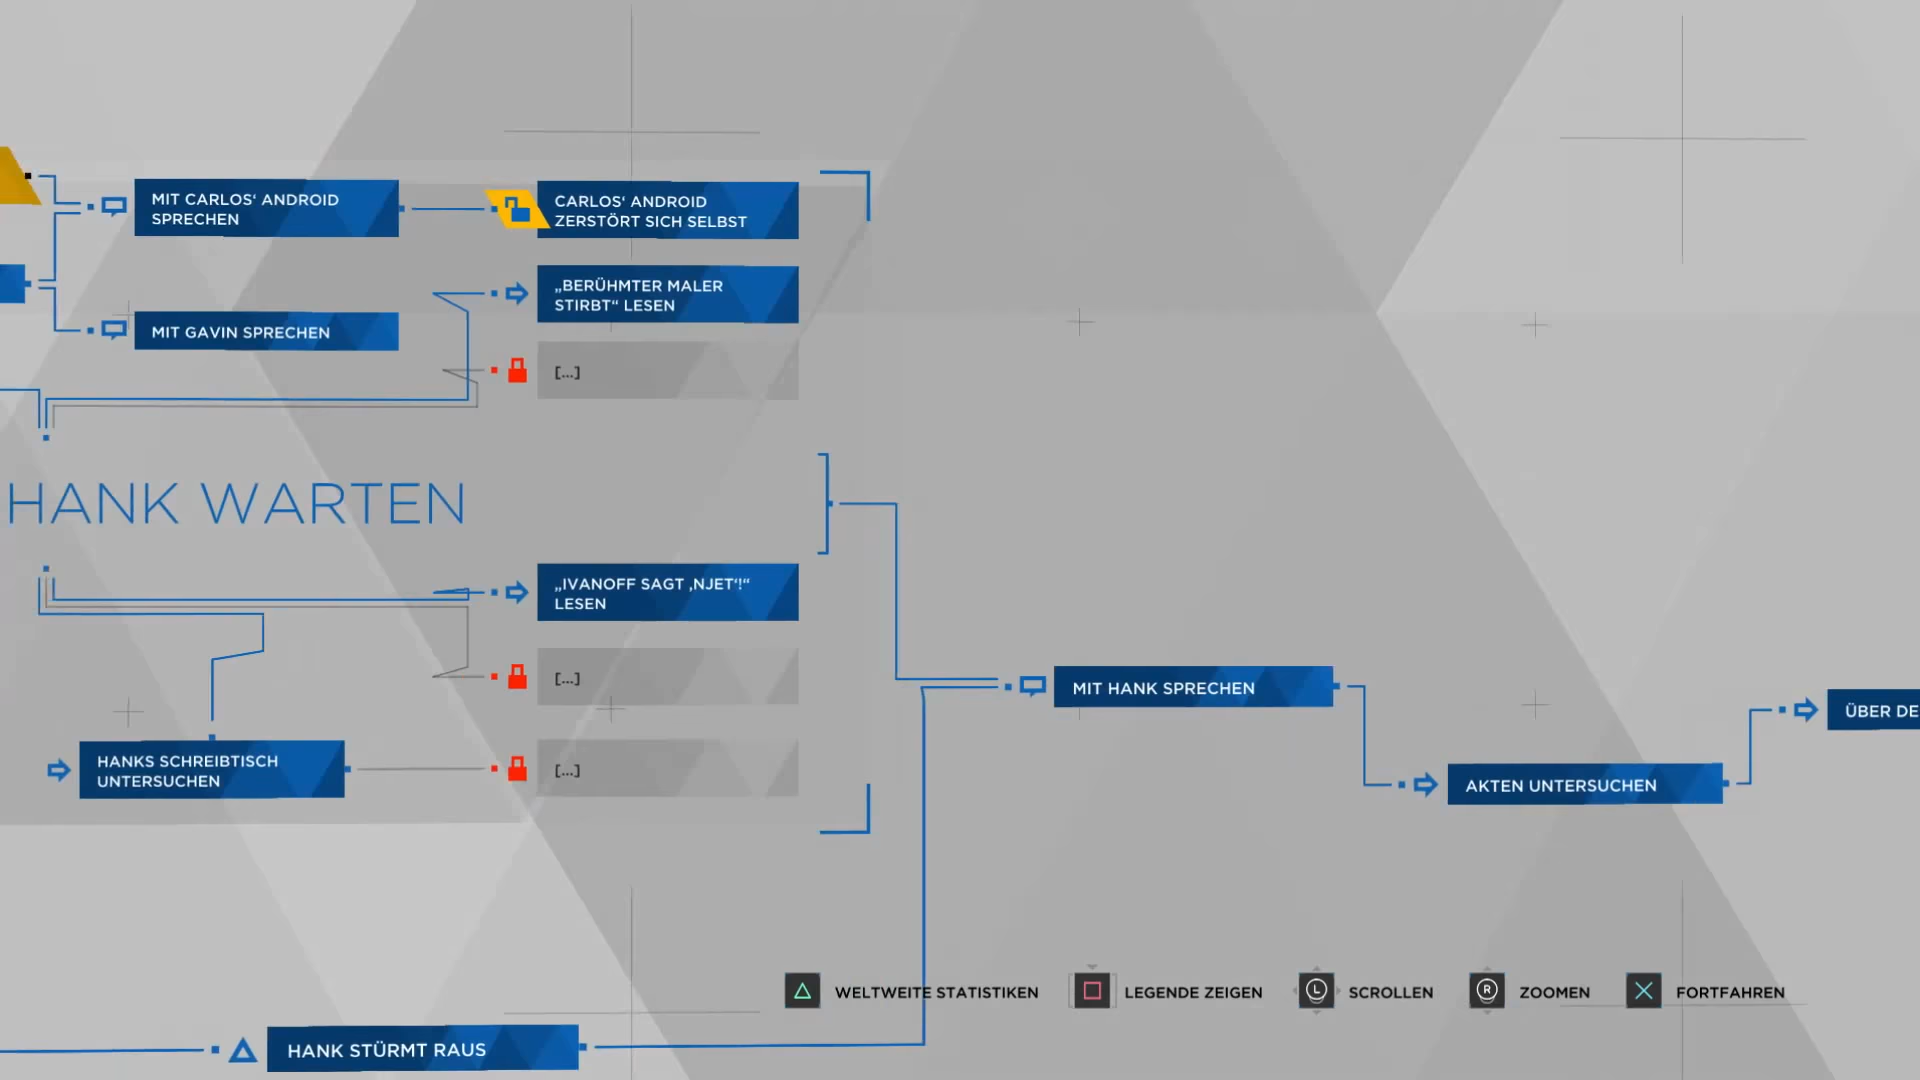 MIT CARLOS‘ ANDROID
SPRECHEN
CARLOS‘ ANDROID
ZERSTÖRT SICH SELBST
„BERÜHMTER MALER
STIRBT“ LESEN
MIT GAVIN SPRECHEN
[...]
HANK WARTEN
„IVANOFF SAGT ‚NJET‘!“
LESEN
[...]
MIT HANK SPRECHEN
ÜBER DE
HANKS SCHREIBTISCH
UNTERSUCHEN
[...]
AKTEN UNTERSUCHEN
L
R
WELTWEITE STATISTIKEN
LEGENDE ZEIGEN
SCROLLEN
ZOOMEN
FORTFAHREN
HANK STÜRMT RAUS